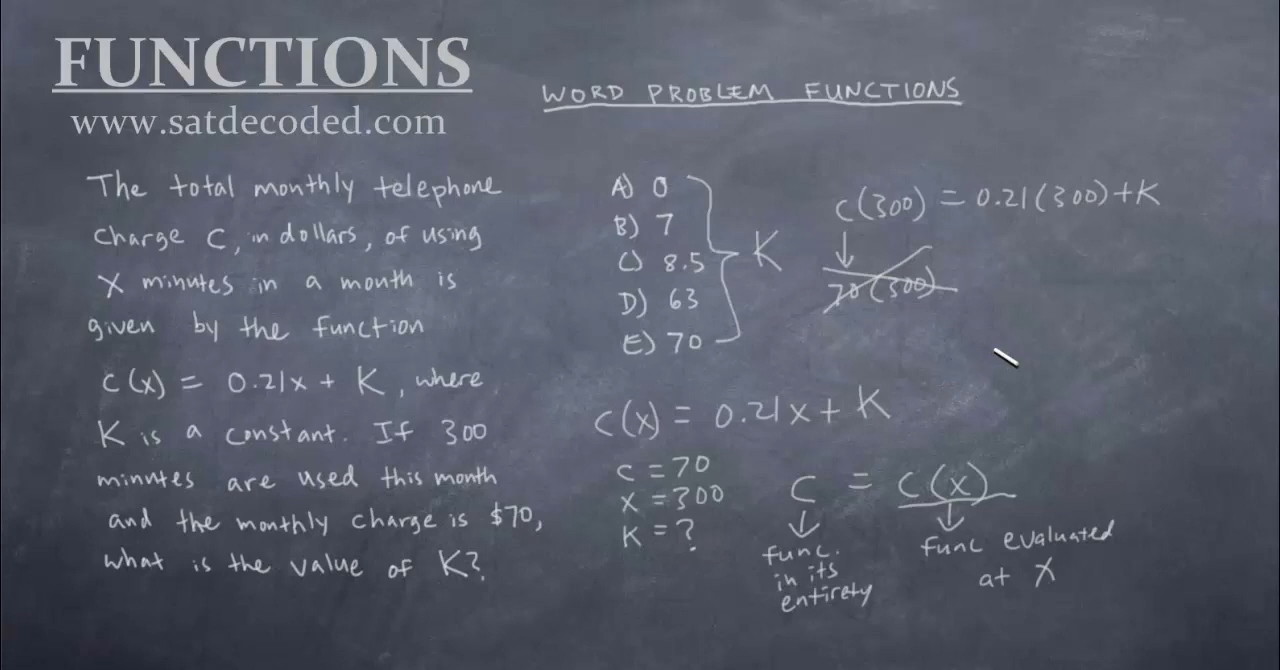 FUNCTIONS
www.satdecoded.com
WORD PROBLEM FUNCTIONS
The total monthly telephone
charge C, in dollars, of using
X minutes in a month is
given by the function
c(x) = 0.21x + K, where
K is a constant. If 300
minutes are used this month
and the monthly charge is $70,
what is the value of K?
A) 0
B) 7
C) 8.5
D) 63
E) 70
K
c(300) = 0.21(300)+K
70(300)
c(x) = 0.21x + K
c = 70
x = 300
K = ?
C = c(x)
func.
in its
entirety
func evaluated
at X